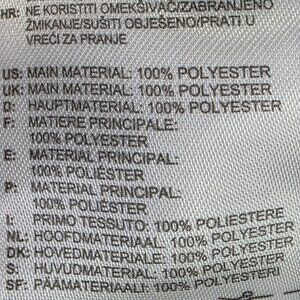 HR: NE KORISTITI OMEKŠIVAČ/ZABRANJENO
ŽMIKANJE/SUŠITI OBJEŠENO/PRATI U
VREĆI ZA PRANJE
US: MAIN MATERIAL: 100% POLYESTER
UK: MAIN MATERIAL: 100% POLYESTER
D: HAUPTMATERIAL: 100% POLYESTER
F: MATIERE PRINCIPALE:
100% POLYESTER
E: MATERIAL PRINCIPAL:
100% POLIÉSTER
P: MATERIAL PRINCIPAL:
100% POLIÉSTER
I: PRIMO TESSUTO: 100% POLIESTERE
NL: HOOFDMATERIAAL: 100% POLYESTER
DK: HOVEDMATERIALE: 100% POLYESTER
S: HUVUDMATERIAL: 100% POLYESTER
SF: PÄÄMATERIAALI: 100% POLYESTERI